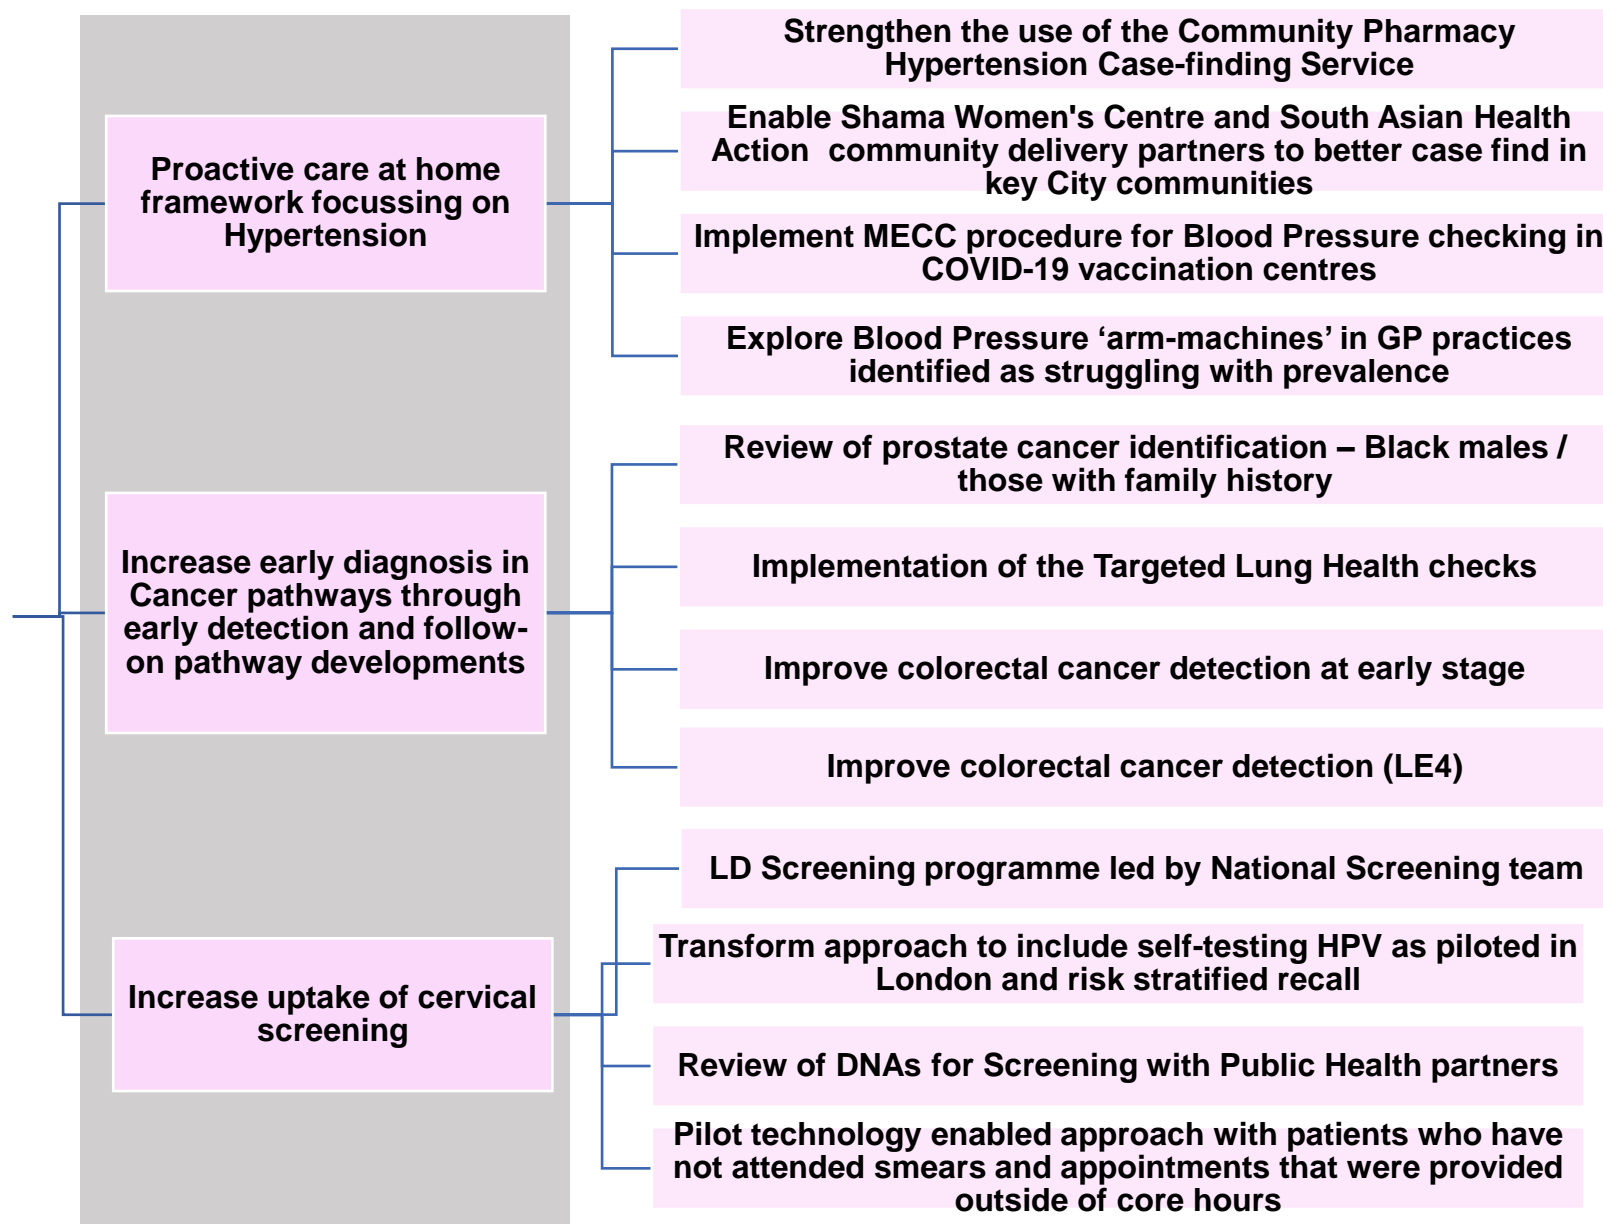 Proactive care at home
framework focussing on
Hypertension
Strengthen the use of the Community Pharmacy
Hypertension Case-finding Service
Enable Shama Women's Centre and South Asian Health
Action  community delivery partners to better case find in
key City communities
Implement MECC procedure for Blood Pressure checking in
COVID-19 vaccination centres
Explore Blood Pressure ‘arm-machines’ in GP practices
identified as struggling with prevalence
Increase early diagnosis in
Cancer pathways through
early detection and follow-
on pathway developments
Review of prostate cancer identification – Black males /
those with family history
Implementation of the Targeted Lung Health checks
Improve colorectal cancer detection at early stage
Improve colorectal cancer detection (LE4)
Increase uptake of cervical
screening
LD Screening programme led by National Screening team
Transform approach to include self-testing HPV as piloted in
London and risk stratified recall
Review of DNAs for Screening with Public Health partners
Pilot technology enabled approach with patients who have
not attended smears and appointments that were provided
outside of core hours